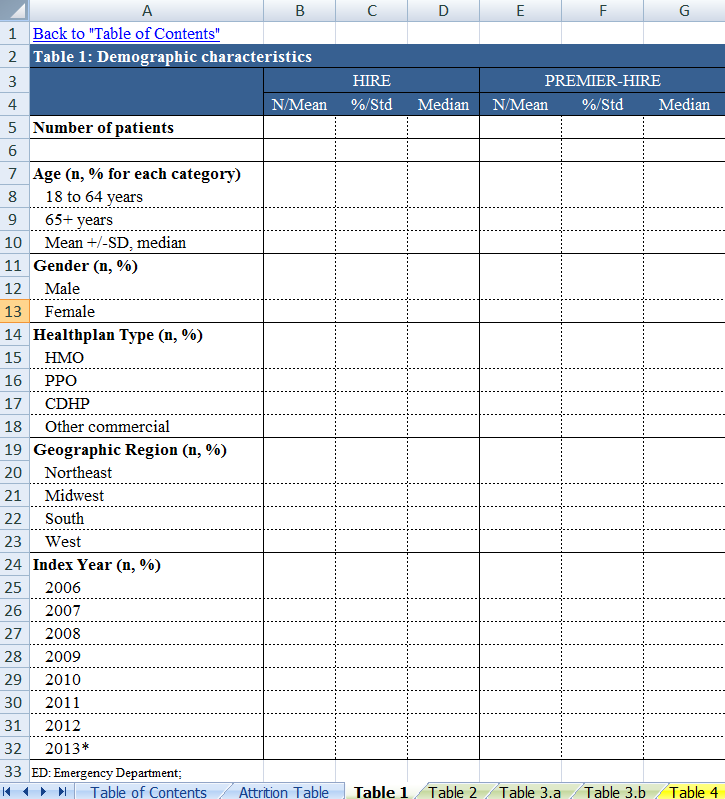 A B C D E F G
1 Back to "Table of Contents"
2 Table 1: Demographic characteristics
3 HIRE PREMIER-HIRE
4 N/Mean %/Std Median N/Mean %/Std Median
5 Number of patients
6
7 Age (n, % for each category)
8 18 to 64 years
9 65+ years
10 Mean +/-SD, median
11 Gender (n, %)
12 Male
13 Female
14 Healthplan Type (n, %)
15 HMO
16 PPO
17 CDHP
18 Other commercial
19 Geographic Region (n, %)
20 Northeast
21 Midwest
22 South
23 West
24 Index Year (n, %)
25 2006
26 2007
27 2008
28 2009
29 2010
30 2011
31 2012
32 2013*
33 ED: Emergency Department;
Table of Contents Attrition Table Table 1 Table 2 Table 3.a Table 3.b Table 4